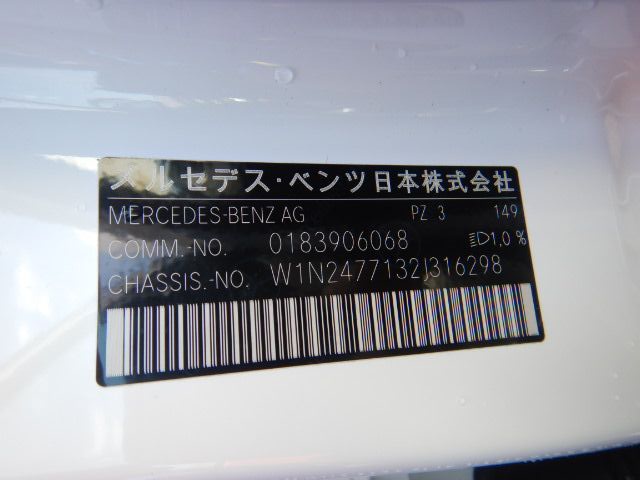 メルセデス・ベンツ日本株式会社
MERCEDES-BENZ AG PZ 3 149
COMM.-NO. 0183906068 1,0 %
CHASSIS.-NO. W1N2477132J316298